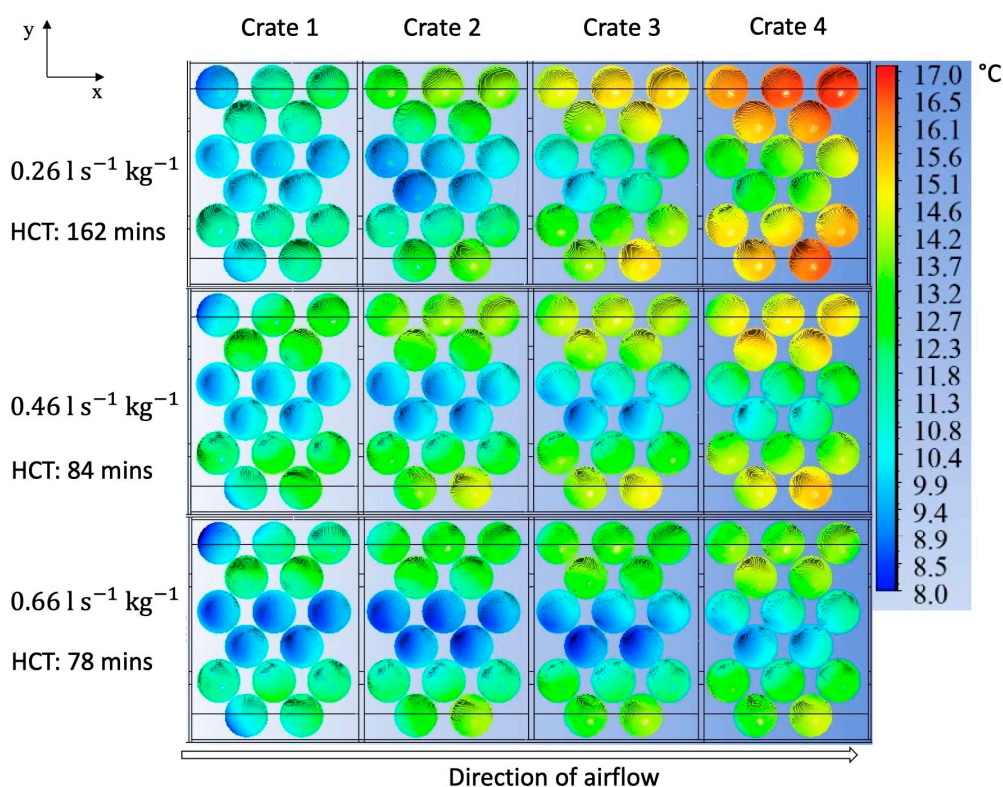 y
x
Crate 1 Crate 2 Crate 3 Crate 4
°C
0.26 l s⁻¹ kg⁻¹
HCT: 162 mins
0.46 l s⁻¹ kg⁻¹
HCT: 84 mins
0.66 l s⁻¹ kg⁻¹
HCT: 78 mins
17.0
16.5
16.1
15.6
15.1
14.6
14.2
13.7
13.2
12.7
12.3
11.8
11.3
10.8
10.4
9.9
9.4
8.9
8.5
8.0
Direction of airflow